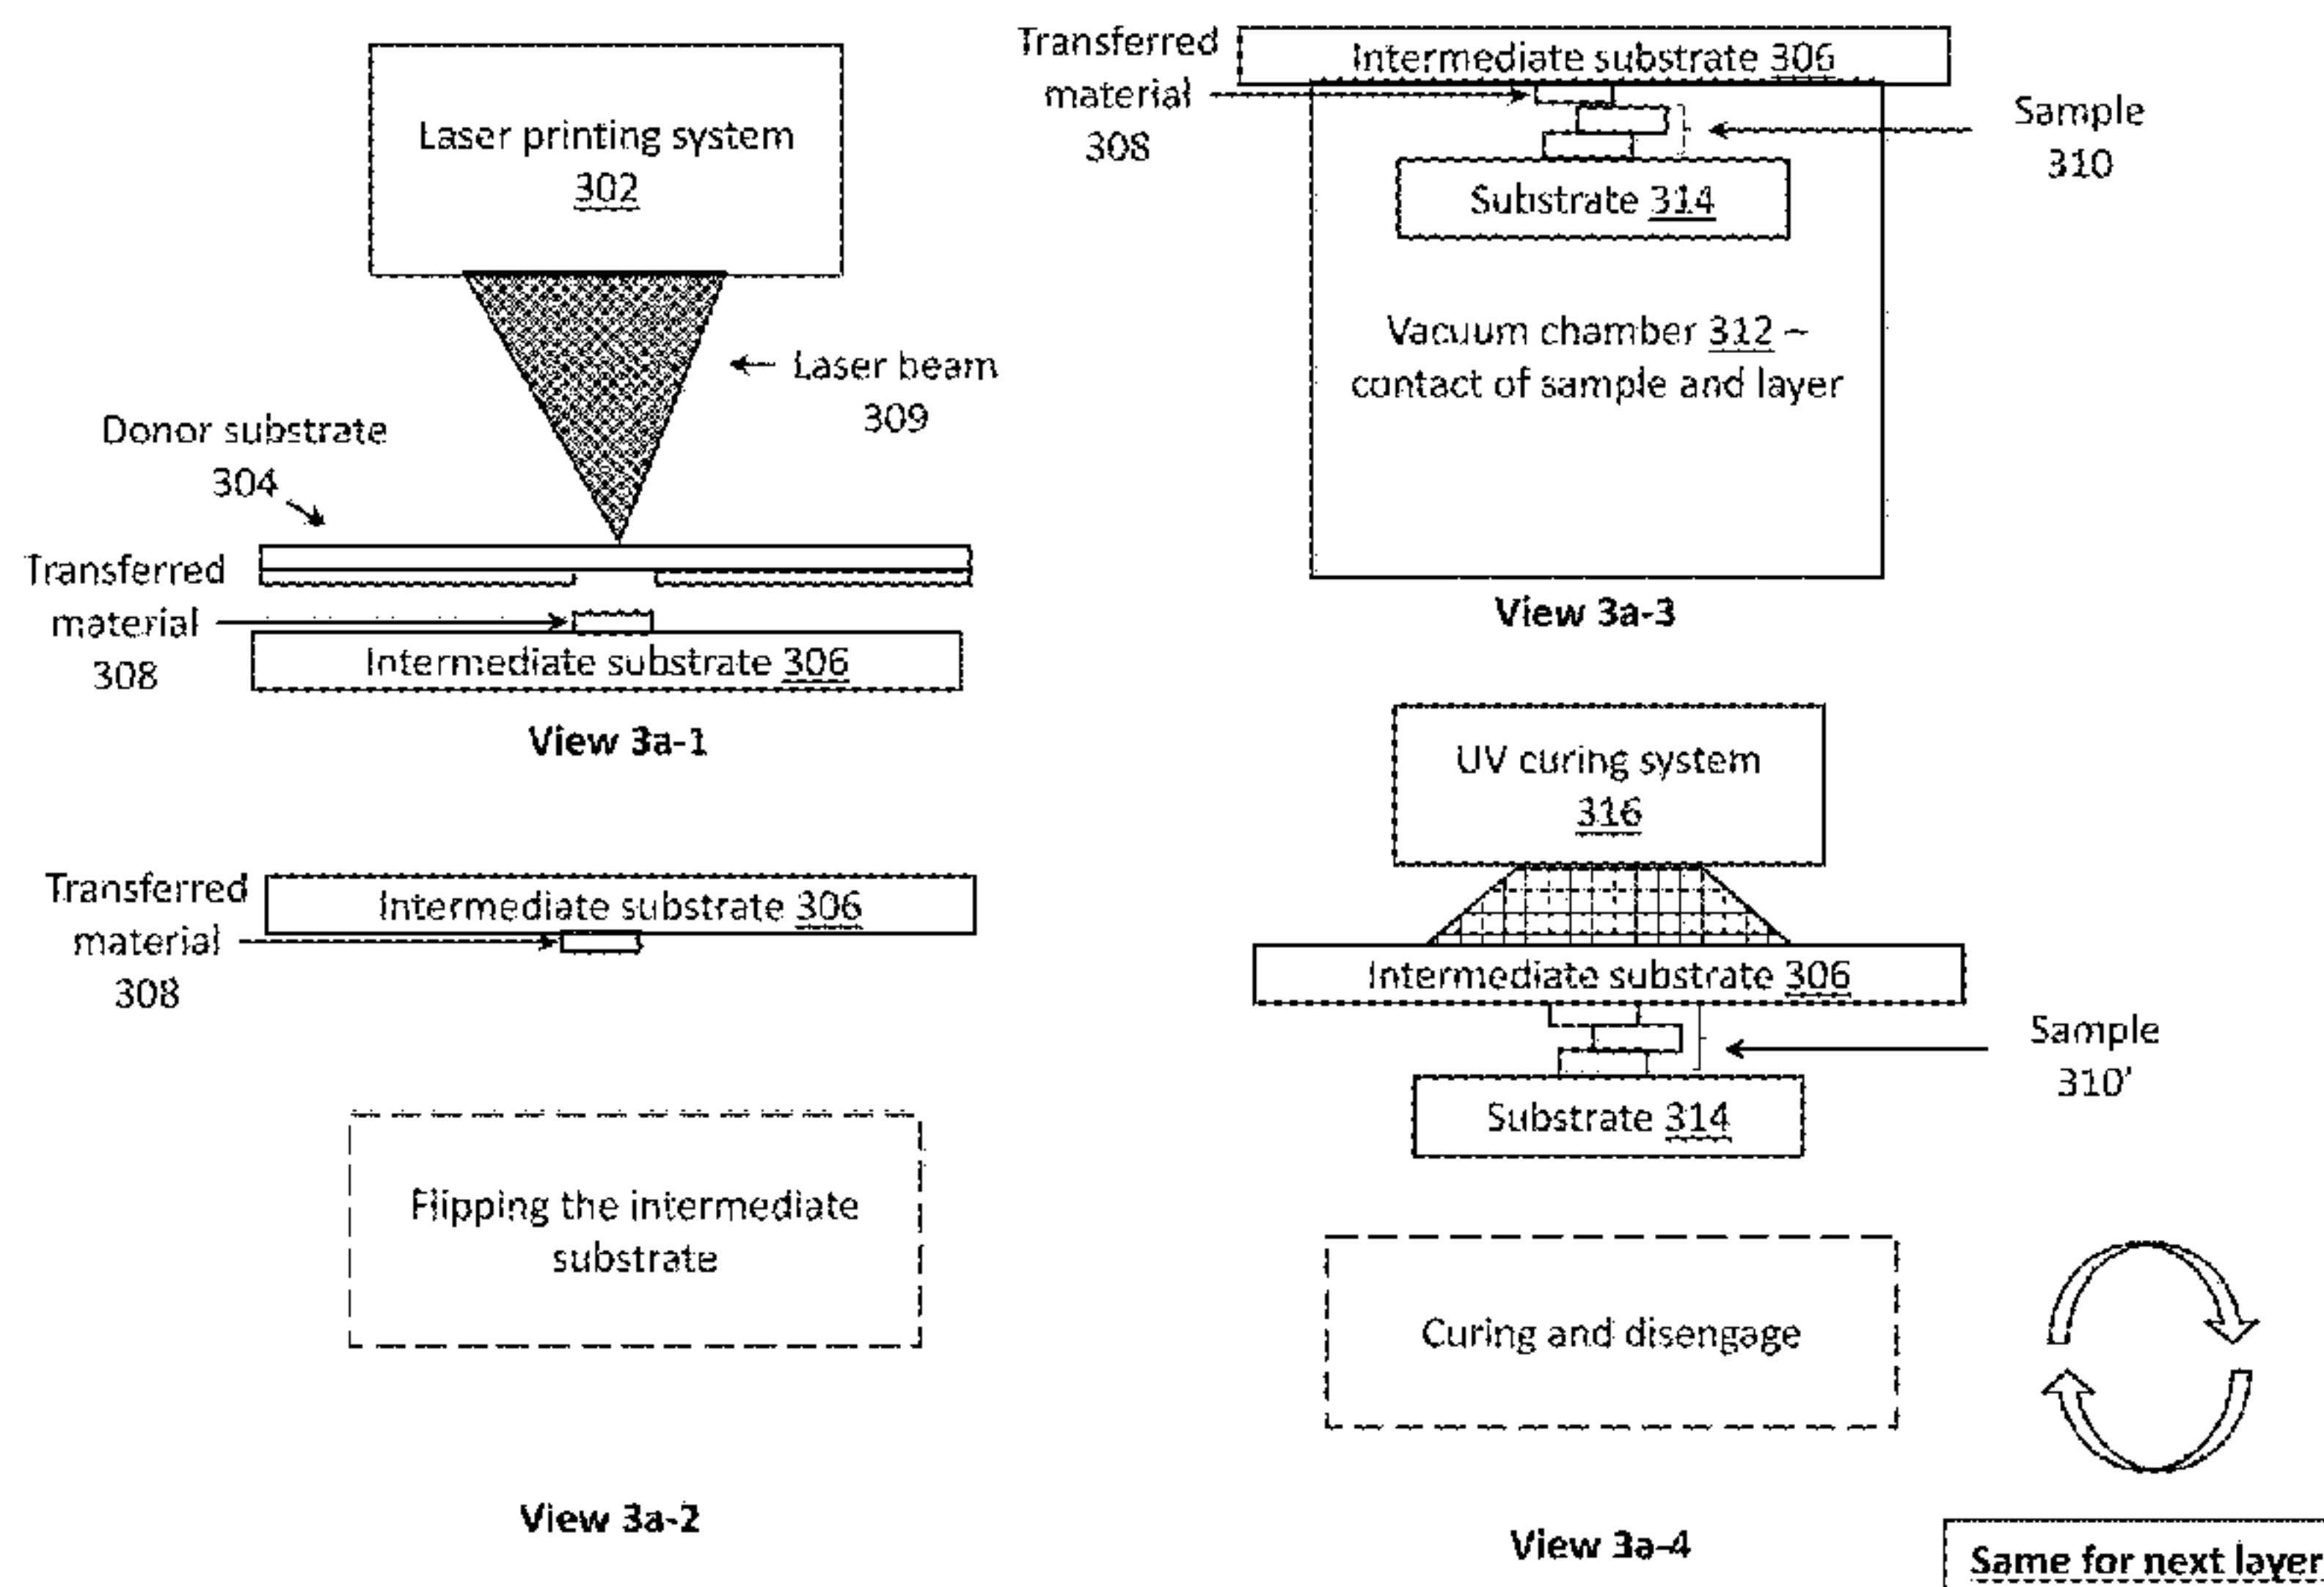 Laser printing system
302
Laser beam
309
Donor substrate
304
Transferred
material
308
Intermediate substrate 306
View 3a-1
Transferred
material
308
Intermediate substrate 306
Flipping the intermediate
substrate
View 3a-2
Transferred
material
308
Intermediate substrate 306
Sample
310
Substrate 314
Vacuum chamber 312 –
contact of sample and layer
View 3a-3
UV curing system
316
Intermediate substrate 306
Sample
310'
Substrate 314
Curing and disengage
View 3a-4
Same for next layer